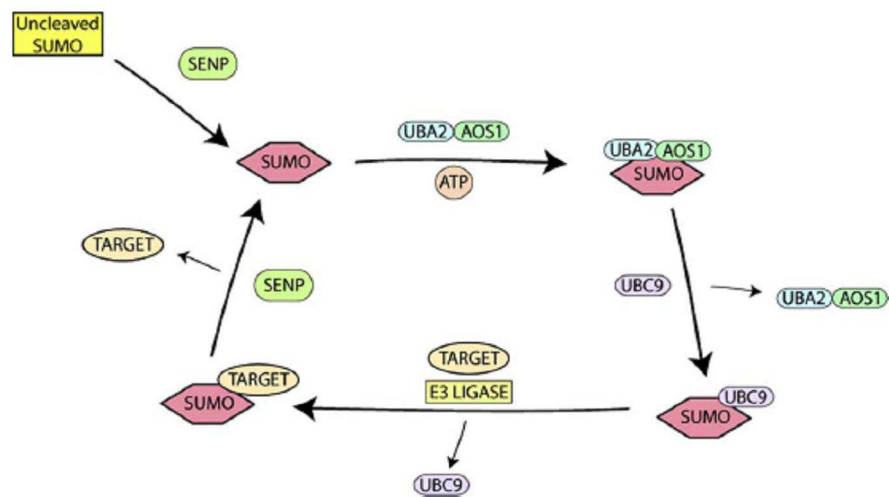 Uncleaved
SUMO
SENP
SUMO
UBA2 AOS1
ATP
UBA2 AOS1
SUMO
TARGET
SENP
UBC9
UBA2 AOS1
TARGET
SUMO
TARGET
E3 LIGASE
UBC9
SUMO
UBC9